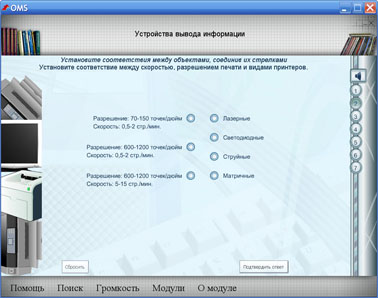 OMS
Устройства вывода информации
Установите соответствия между объектами, соединив их стрелками
Установите соответствие между скоростью, разрешением печати и видами принтеров.
Разрешение: 70-150 точек/дюйм
Скорость: 0,5-2 стр./мин.
Разрешение: 600-1200 точек/дюйм
Скорость: 0,5-2 стр./мин.
Разрешение: 600-1200 точек/дюйм
Скорость: 5-15 стр./мин.
Лазерные
Светодиодные
Струйные
Матричные
1
2
3
4
5
6
7
Сбросить
Подтвердить ответ
Помощь Поиск Громкость Модули О модуле